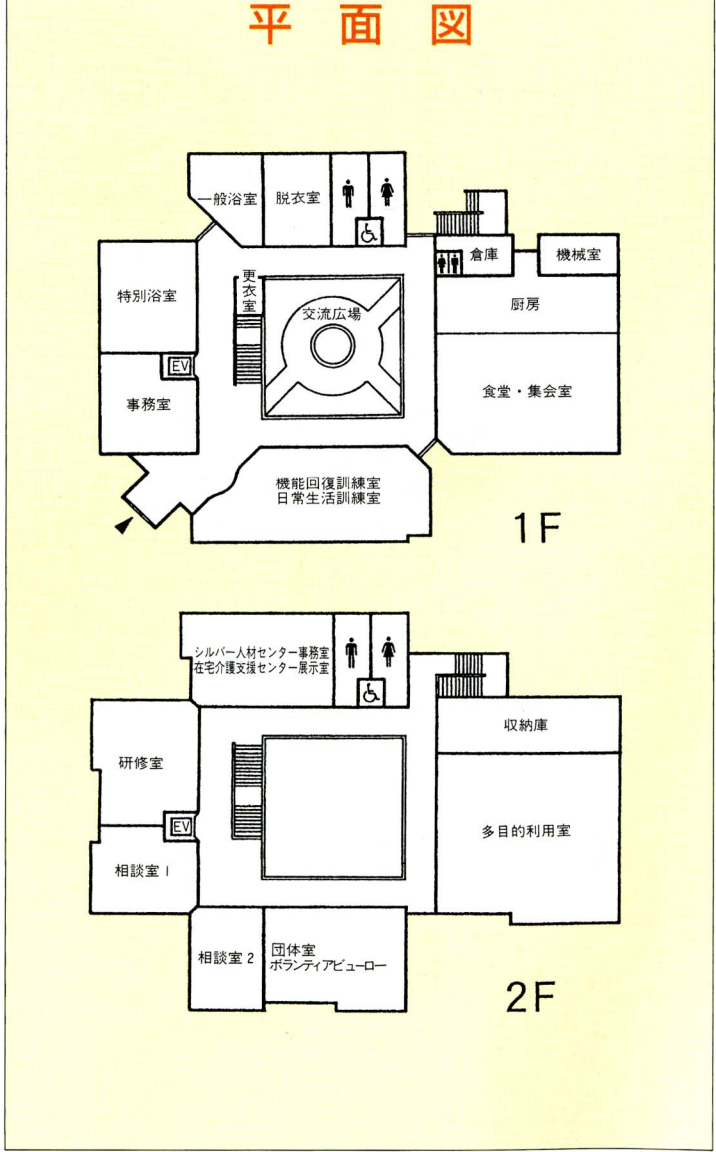 平面図
一般浴室
脱衣室
倉庫
機械室
特別浴室
更衣室
交流広場
厨房
EV
事務室
食堂・集会室
機能回復訓練室
日常生活訓練室
1F
シルバー人材センター事務室
在宅介護支援センター展示室
収納庫
研修室
EV
多目的利用室
相談室1
相談室2
団体室
ボランティアビューロー
2F